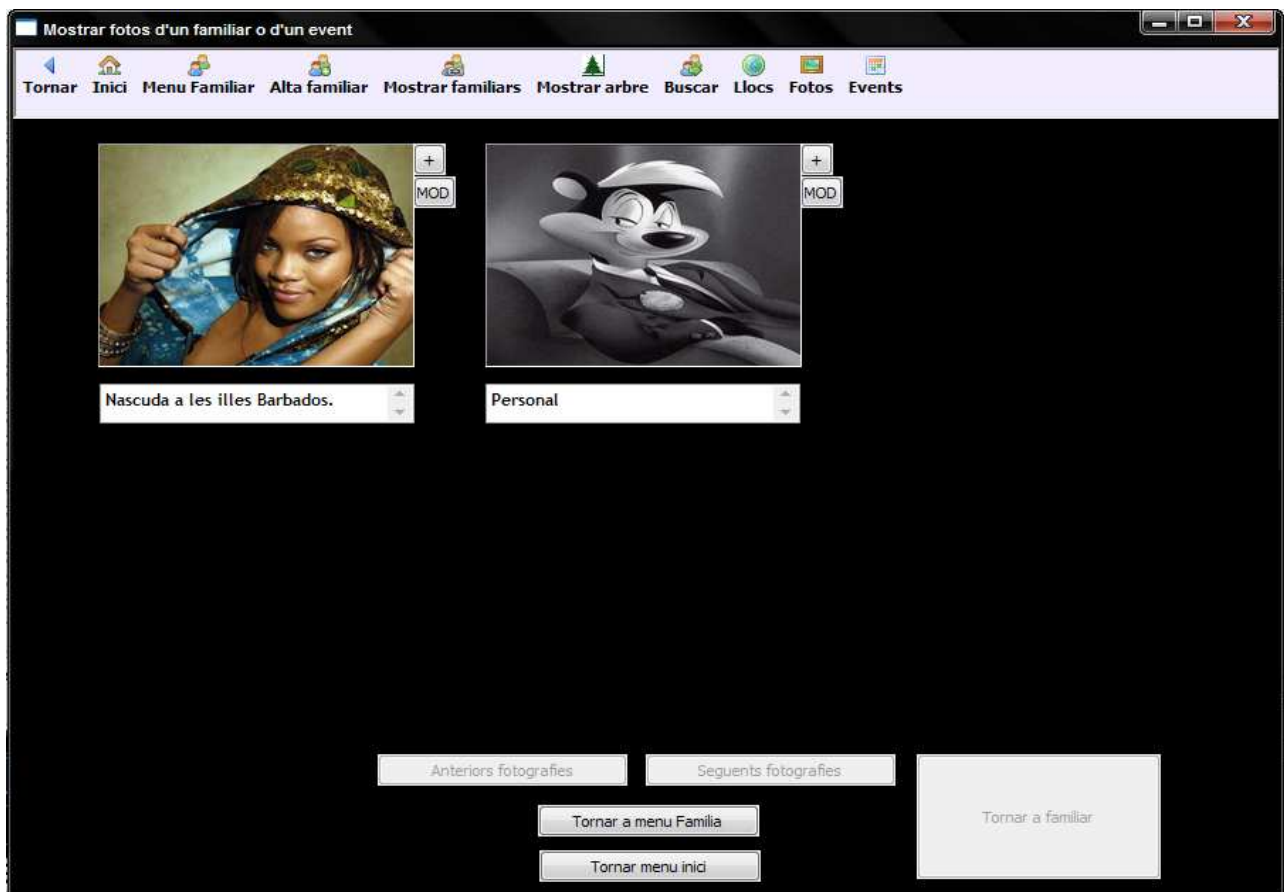 Mostrar fotos d'un familiar o d'un event
Tornar Inici Menu Familiar Alta familiar Mostrar familiars Mostrar arbre Buscar Llocs Fotos Events
+ +
MOD MOD
Nascuda a les illes Barbados. Personal
Anteriors fotografies Seguents fotografies
Tornar a familiar
Tornar a menu Familia
Tornar menu inici